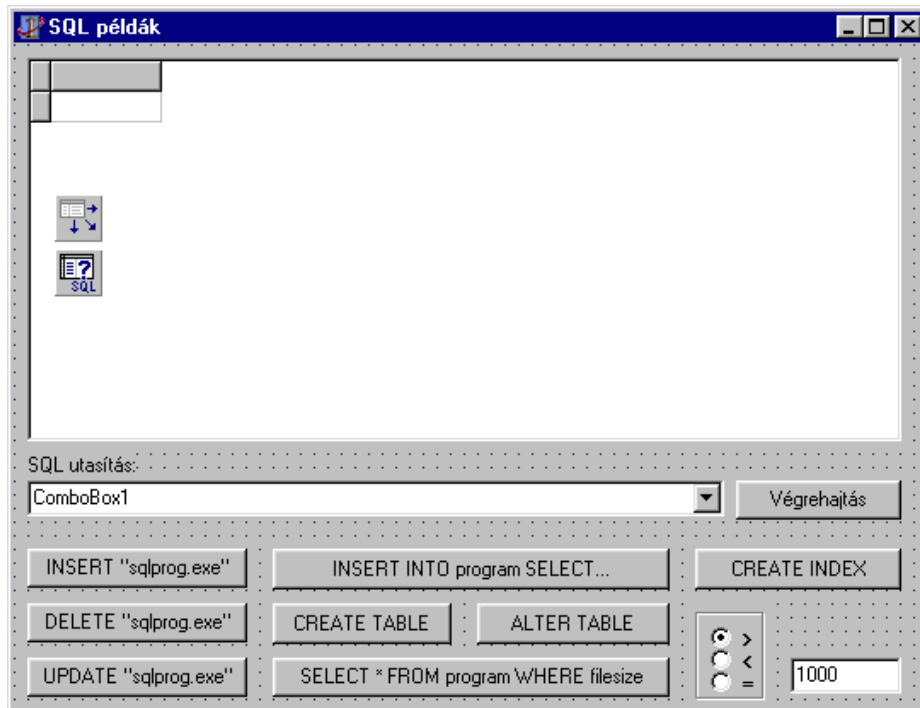 SQL példák
SQL
SQL utasítás:
ComboBox1
Végrehajtás
INSERT "sqlprog.exe"
INSERT INTO program SELECT...
CREATE INDEX
DELETE "sqlprog.exe"
CREATE TABLE
ALTER TABLE
>
<
=
UPDATE "sqlprog.exe"
SELECT * FROM program WHERE filesize
1000